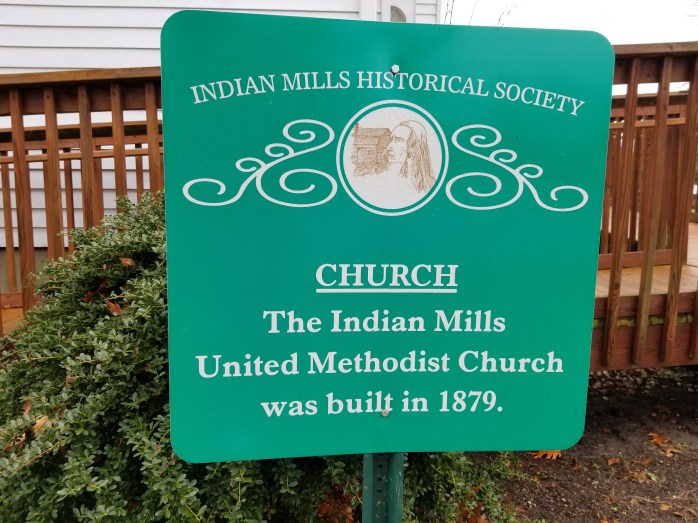 INDIAN MILLS HISTORICAL SOCIETY
CHURCH
The Indian Mills
United Methodist Church
was built in 1879.